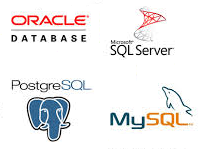 ORACLE
DATABASE
Microsoft
SQL Server
PostgreSQL
MySQL